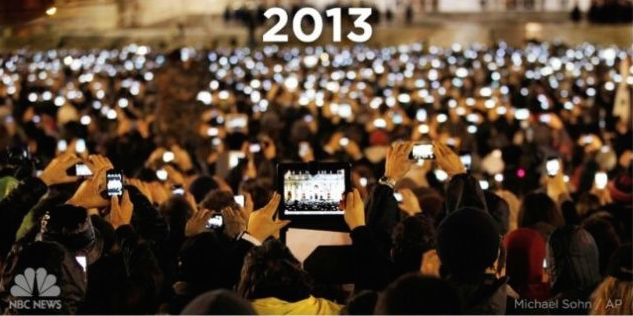 2013
NBC NEWS
Michael Sohn / AP